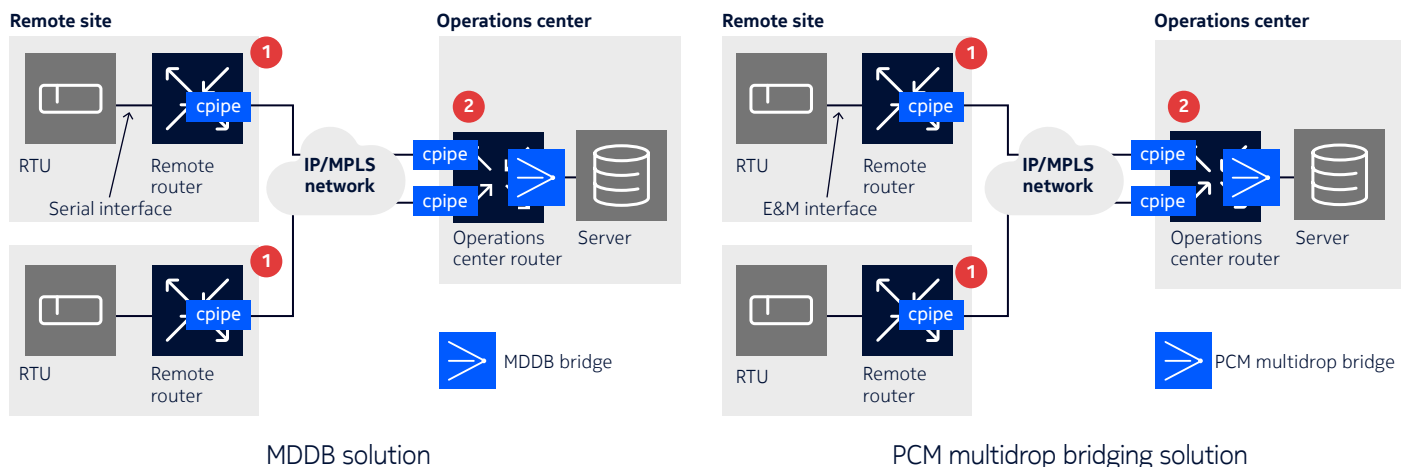 Remote site
Operations center
1
cpipe
RTU
Remote
router
Serial interface
IP/MPLS
network
2
cpipe
cpipe
Operations
center router
Server
1
cpipe
RTU
Remote
router
MDDB bridge
MDDB solution
Remote site
Operations center
1
cpipe
RTU
Remote
router
E&M interface
IP/MPLS
network
2
cpipe
cpipe
Operations
center router
Server
1
cpipe
RTU
Remote
router
PCM multidrop bridge
PCM multidrop bridging solution